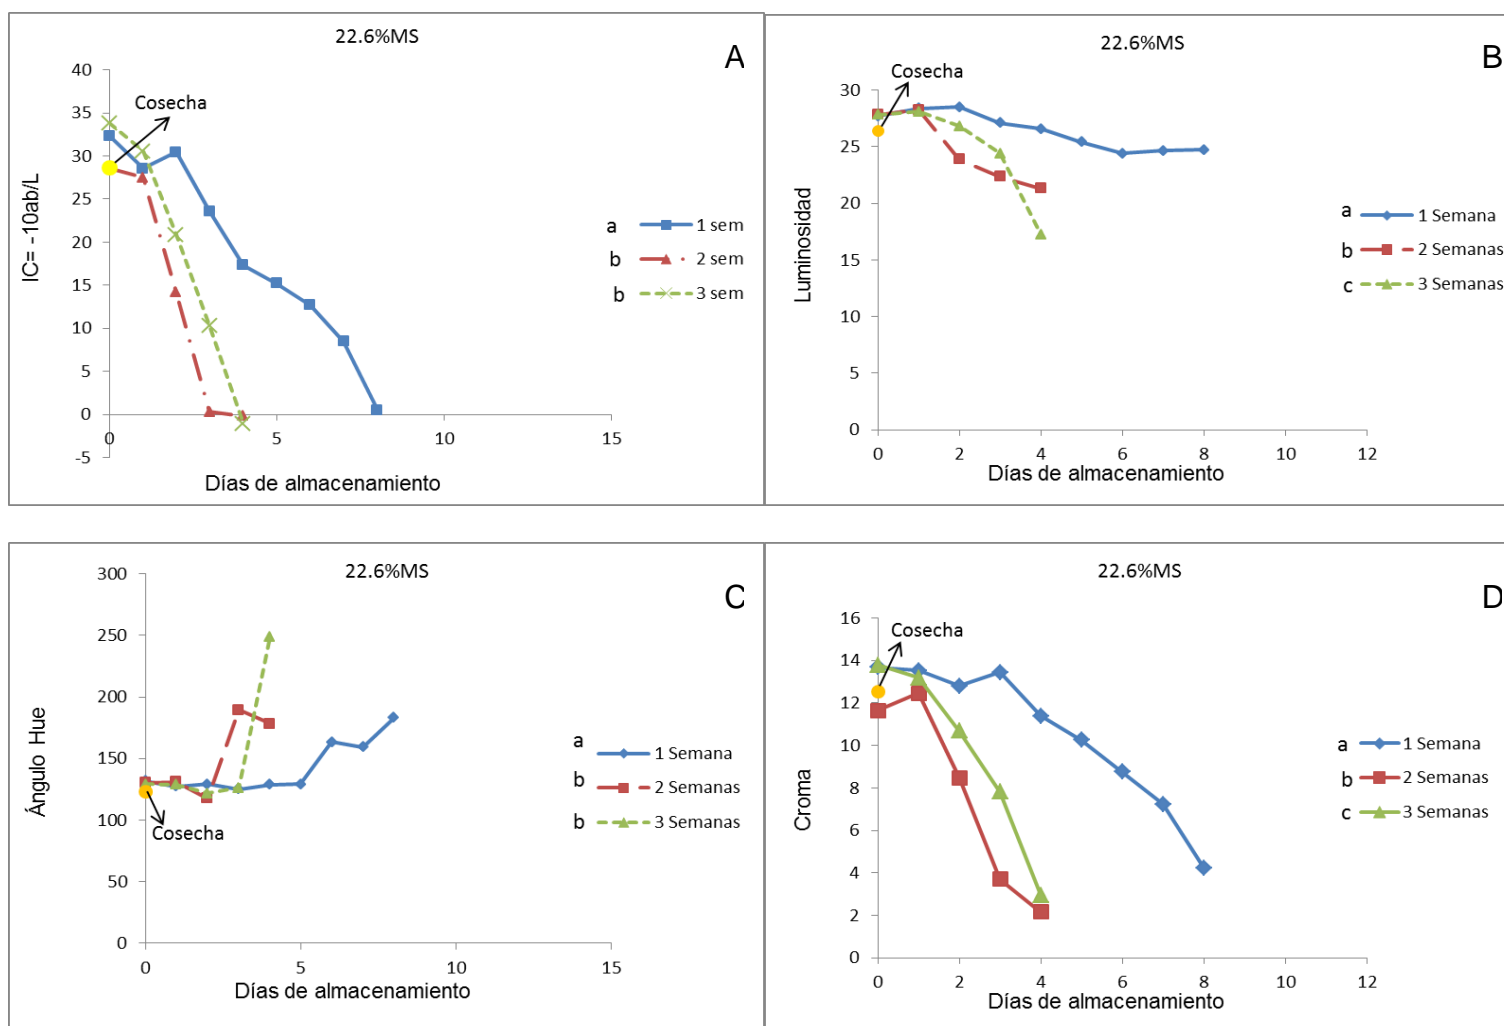 22.6%MS
A
40
35
30
25
20
15
10
5
0
-5
IC= -10ab/L
Cosecha
a 1 sem
b 2 sem
b 3 sem
0 5 10 15
Días de almacenamiento
22.6%MS
B
30
25
20
15
10
5
0
Luminosidad
Cosecha
a 1 Semana
b 2 Semanas
c 3 Semanas
0 2 4 6 8 10 12
Días de almacenamiento
22.6%MS
C
300
250
200
150
100
50
0
Ángulo Hue
Cosecha
a 1 Semana
b 2 Semanas
b 3 Semanas
0 5 10 15
Días de almacenamiento
22.6%MS
D
16
14
12
10
8
6
4
2
0
Croma
Cosecha
a 1 Semana
b 2 Semanas
c 3 Semanas
0 2 4 6 8 10 12
Días de almacenamiento